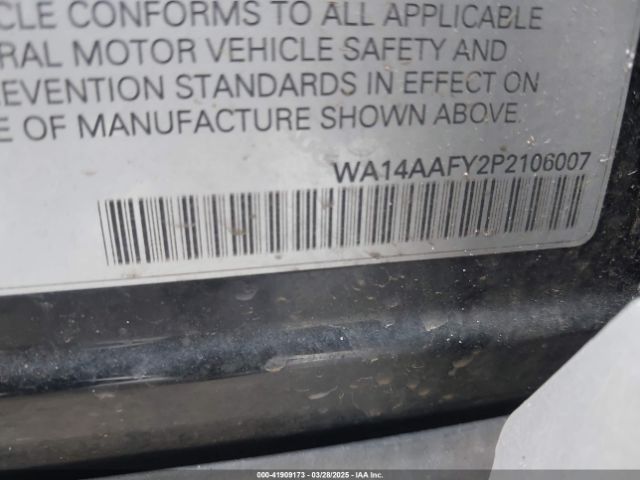 CLE CONFORMS TO ALL APPLICABLE
RAL MOTOR VEHICLE SAFETY AND
EVENTION STANDARDS IN EFFECT ON
E OF MANUFACTURE SHOWN ABOVE.
WA14AAFY2P2106007
000-41909173 | 03/28/2025 | IAA Inc.